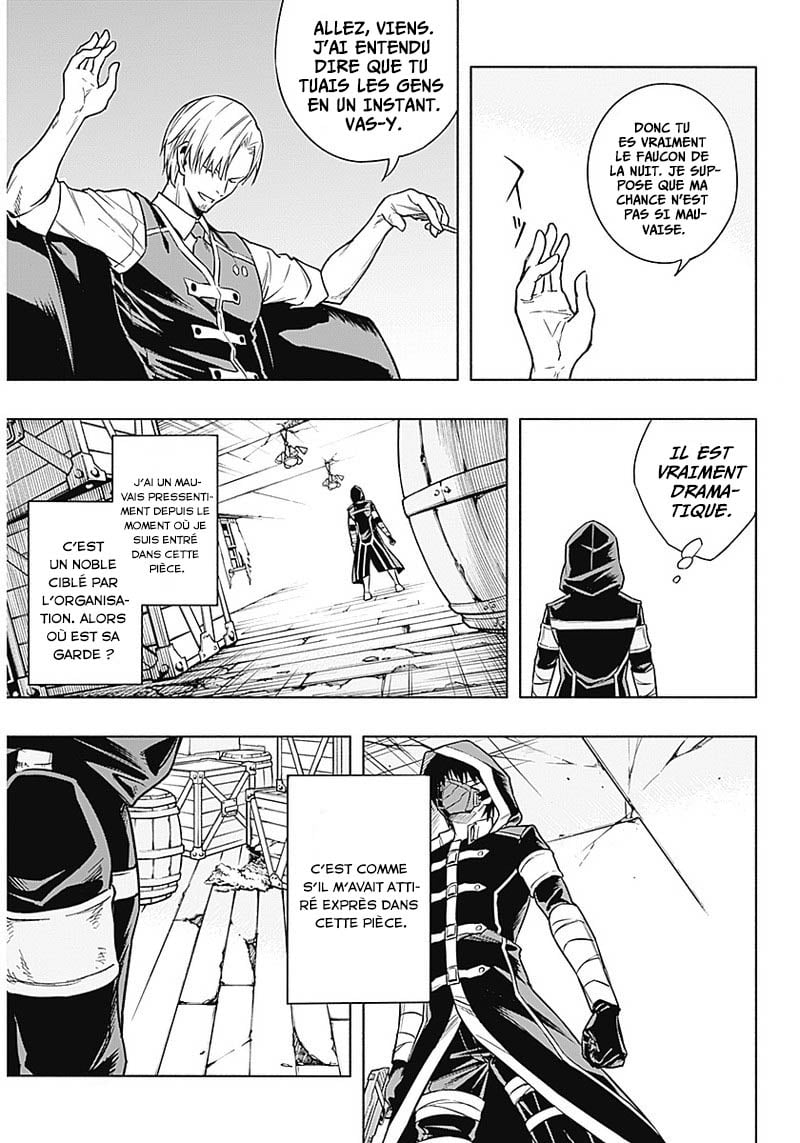 DONC TU
ES VRAIMENT
LE FAUCON DE
LA NUIT. JE SUP-
POSE QUE MA
CHANCE N'EST
PAS SI MAU-
VAISE.
ALLEZ, VIENS.
J'AI ENTENDU
DIRE QUE TU
TUAIS LES GENS
EN UN INSTANT.
VAS-Y.
IL EST
VRAIMENT
DRAMA-
TIQUE.
J'AI UN MAU-
VAIS PRESSENTI-
MENT DEPUIS LE
MOMENT OÙ JE
SUIS ENTRÉ
DANS CETTE
PIÈCE.
C'EST
UN NOBLE
CIBLÉ PAR
L'ORGANISA-
TION. ALORS
OÙ EST SA
GARDE ?
C'EST COMME
S'IL M'AVAIT ATTI-
RÉ EXPRÈS DANS
CETTE PIÈCE.